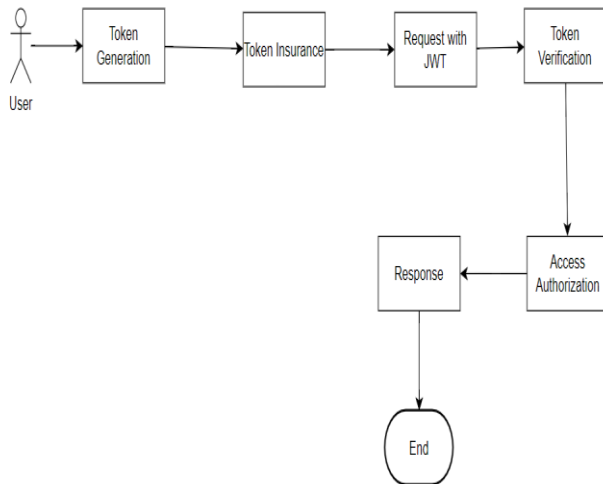 User
Token
Generation
Token Insurance
Request with
JWT
Token
Verification
Access
Authorization
Response
End